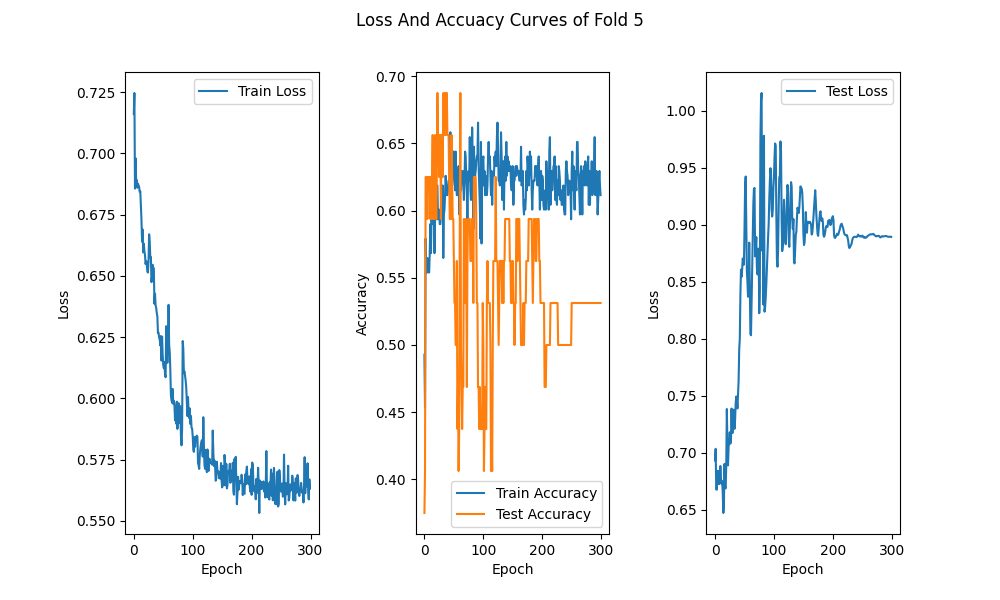 Loss And Accuacy Curves of Fold 5
Train Loss
0.725
0.700
0.675
0.650
0.625
0.600
0.575
0.550
Loss
0 100 200 300
Epoch
0.70
0.65
0.60
0.55
0.50
0.45
0.40
Accuracy
Train Accuracy
Test Accuracy
0 100 200 300
Epoch
Test Loss
1.00
0.95
0.90
0.85
0.80
0.75
0.70
0.65
Loss
0 100 200 300
Epoch